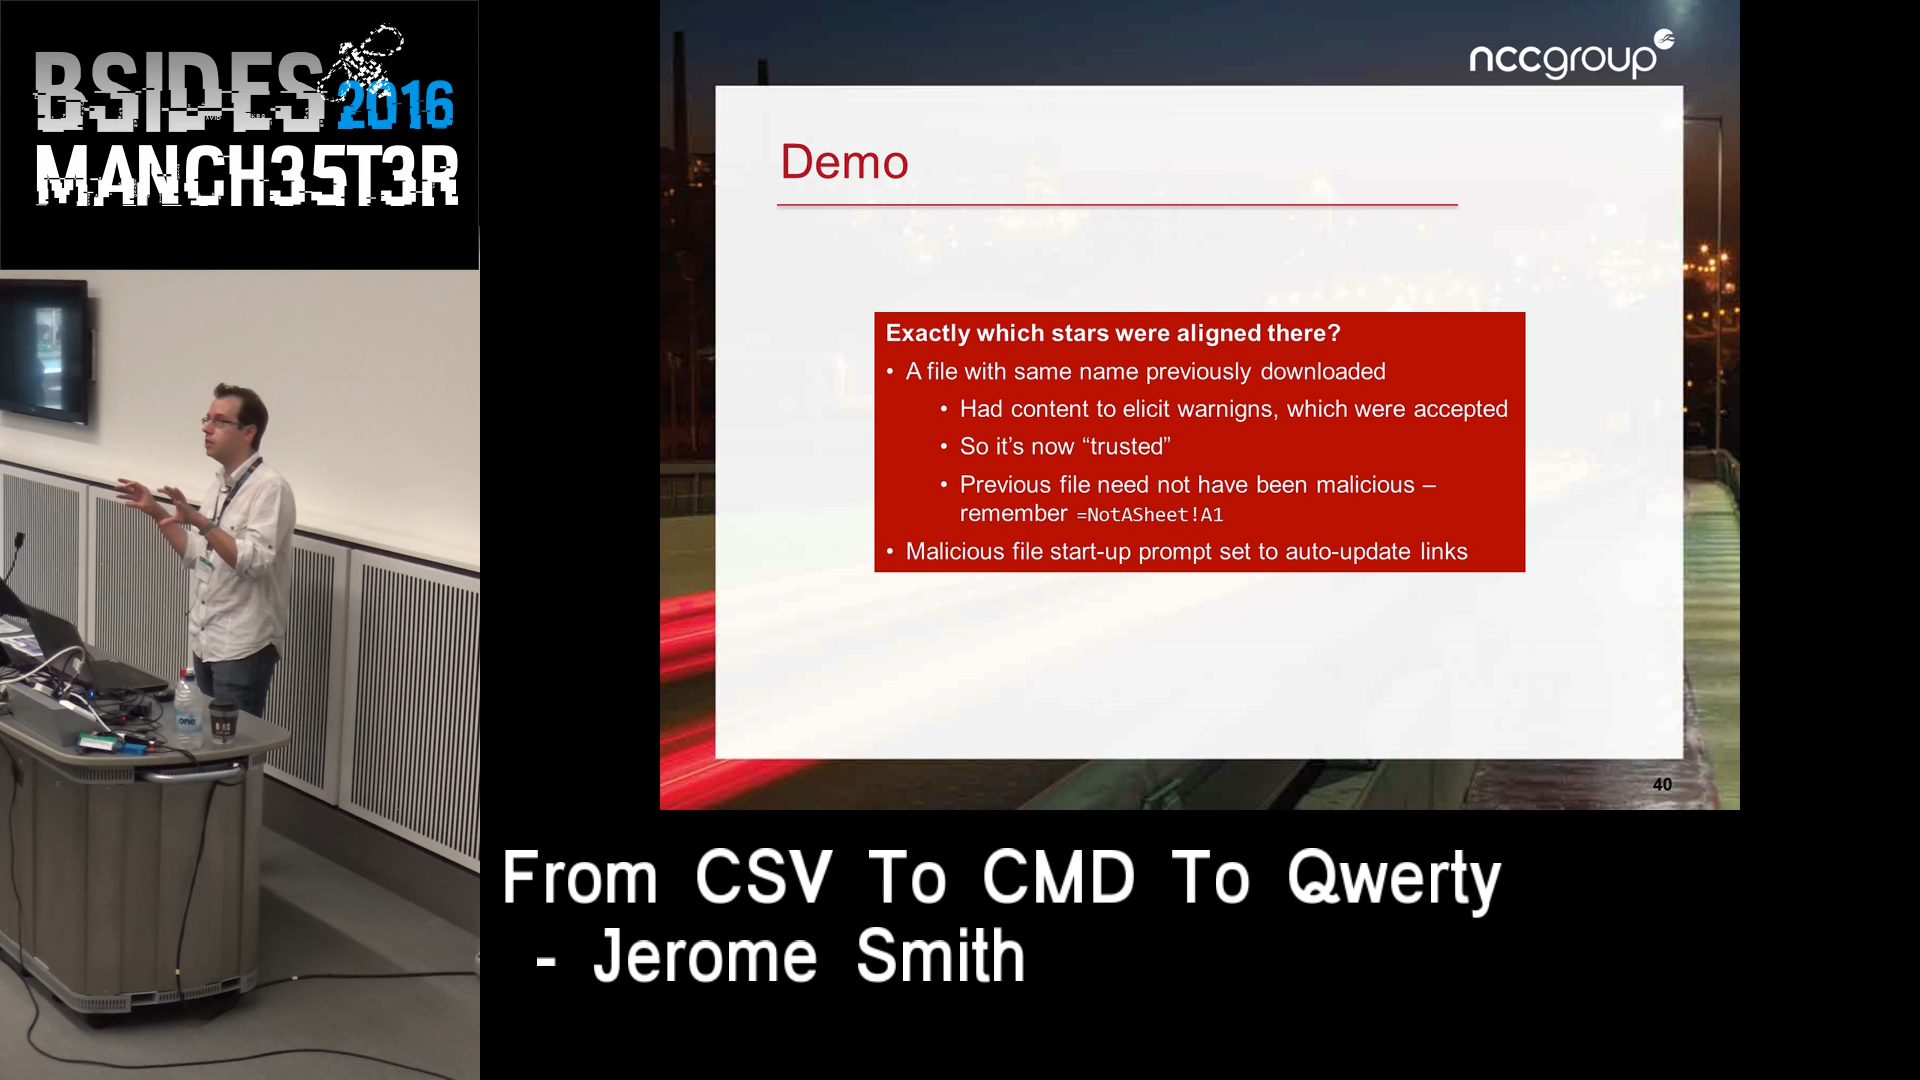 BSIDES 2016
MANCH35T3R
nccgroup
Demo
Exactly which stars were aligned there?
• A file with same name previously downloaded
• Had content to elicit warnigns, which were accepted
• So it’s now “trusted”
• Previous file need not have been malicious –
remember =NotASheet!A1
• Malicious file start-up prompt set to auto-update links
40
one
From CSV To CMD To Qwerty
- Jerome Smith